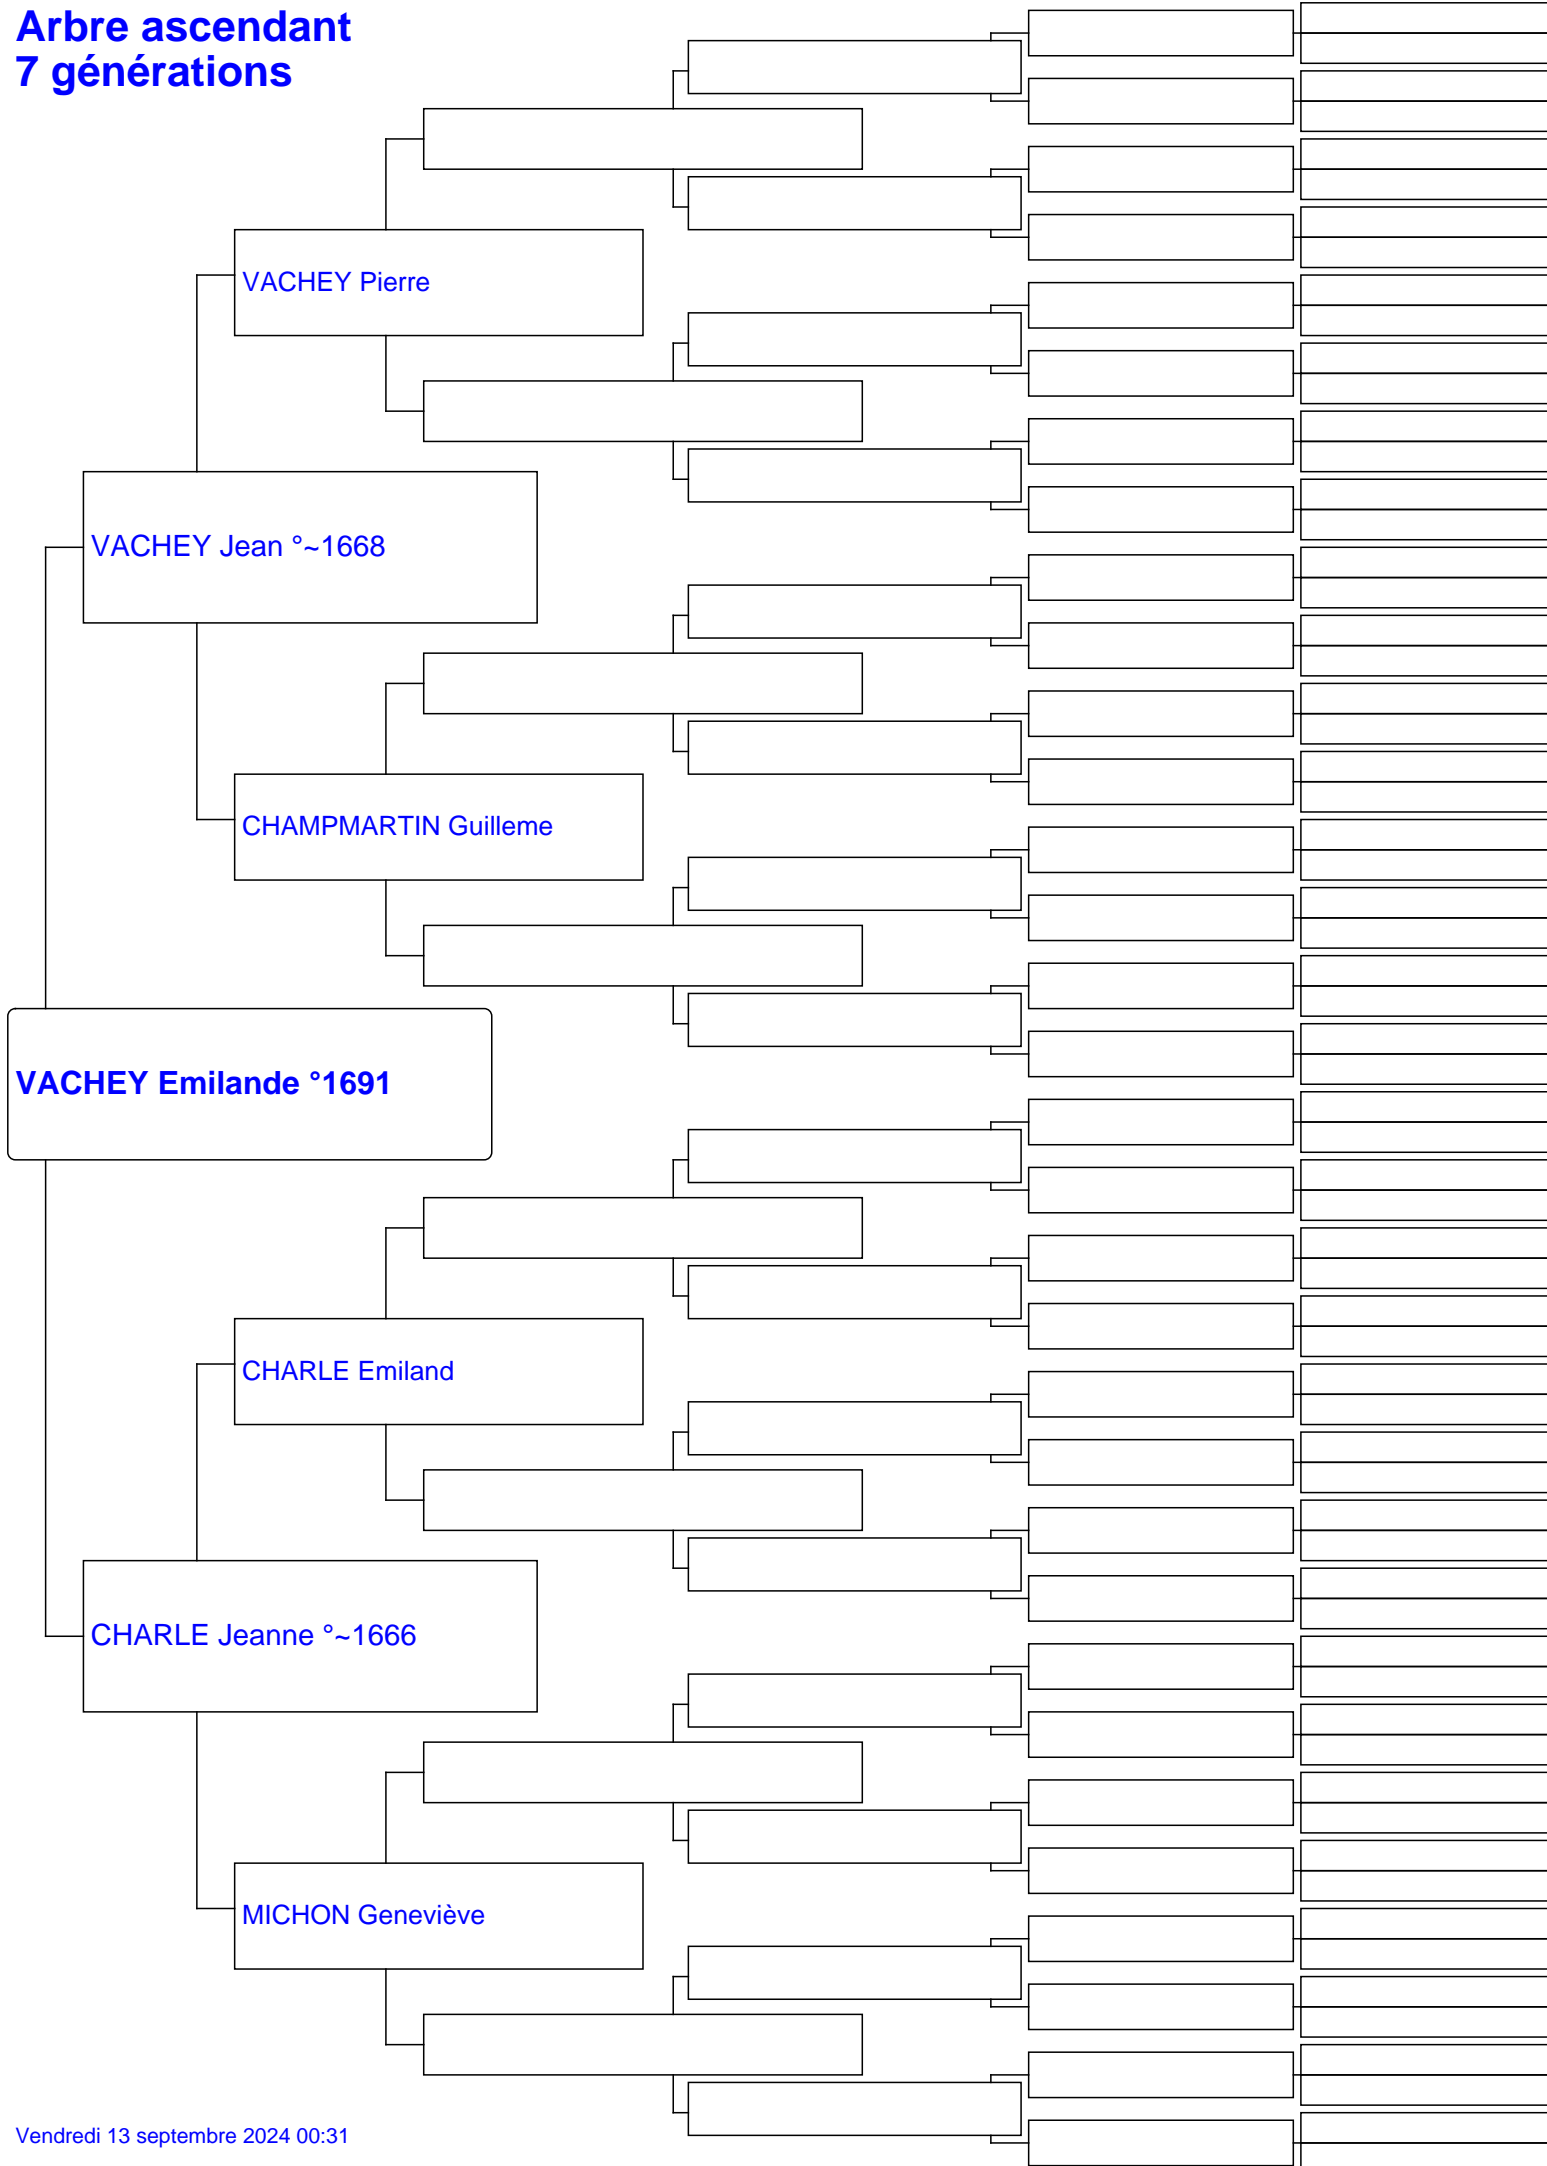 Arbre ascendant
7 générations
VACHEY Pierre
VACHEY Jean °~1668
CHAMPMARTIN Guilleme
VACHEY Emilande °1691
CHARLE Emiland
CHARLE Jeanne °~1666
MICHON Geneviève
Vendredi 13 septembre 2024 00:31